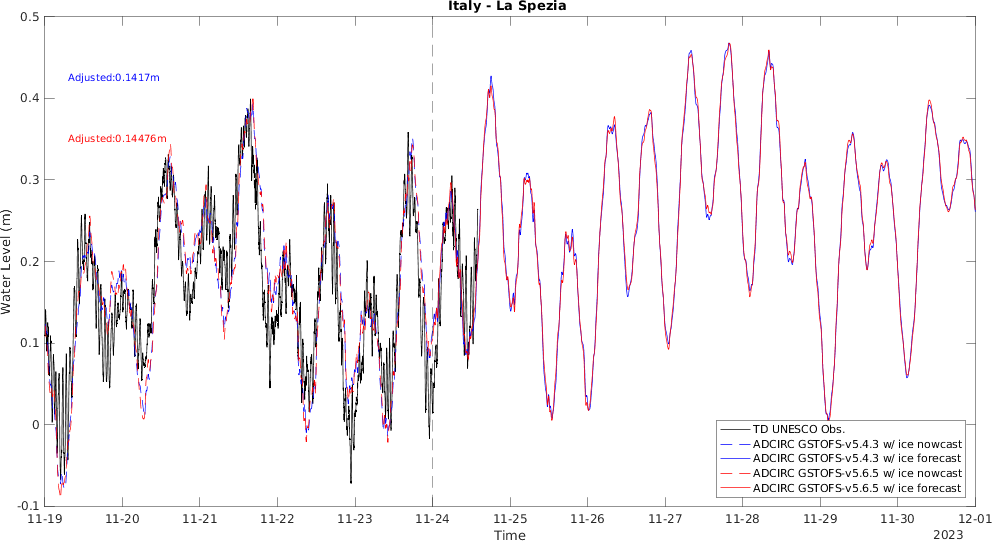 Italy - La Spezia
0.5
0.4
0.3
0.2
0.1
0
-0.1
Water Level (m)
Adjusted:0.1417m
Adjusted:0.14476m
TD UNESCO Obs.
ADCIRC GSTOFS-v5.4.3 w/ ice nowcast
ADCIRC GSTOFS-v5.4.3 w/ ice forecast
ADCIRC GSTOFS-v5.6.5 w/ ice nowcast
ADCIRC GSTOFS-v5.6.5 w/ ice forecast
11-19 11-20 11-21 11-22 11-23 11-24 11-25 11-26 11-27 11-28 11-29 11-30 12-01
Time
2023